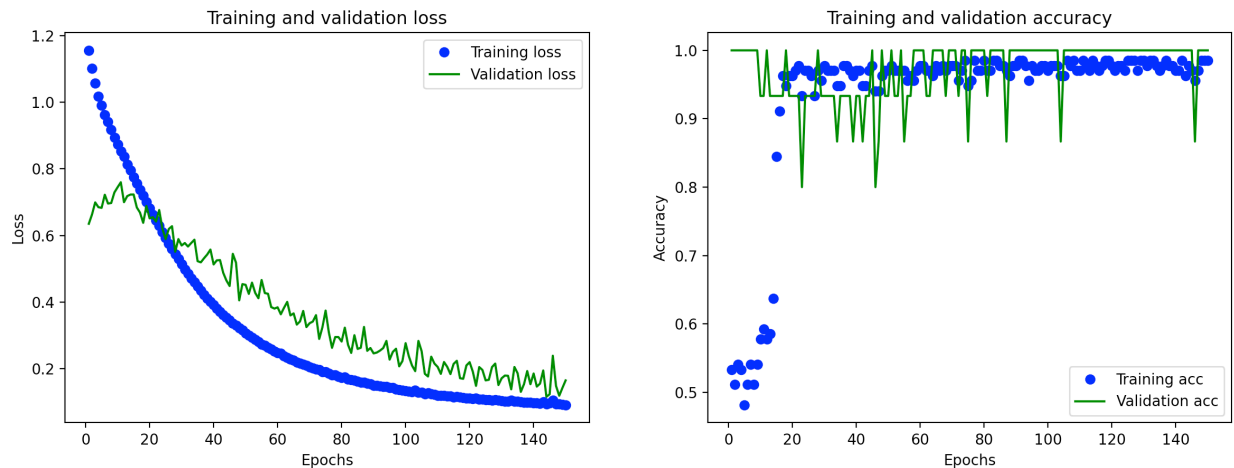 Training and validation loss
1.2
1.0
0.8
0.6
0.4
0.2
Loss
0
20
40
60
80
100
120
140
Epochs
Training loss
Validation loss
Training and validation accuracy
1.0
0.9
0.8
0.7
0.6
0.5
Accuracy
0
20
40
60
80
100
120
140
Epochs
Training acc
Validation acc